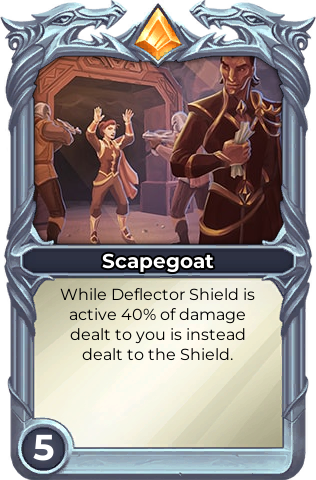 Scapegoat
While Deflector Shield is
active 40% of damage
dealt to you is instead
dealt to the Shield.
5